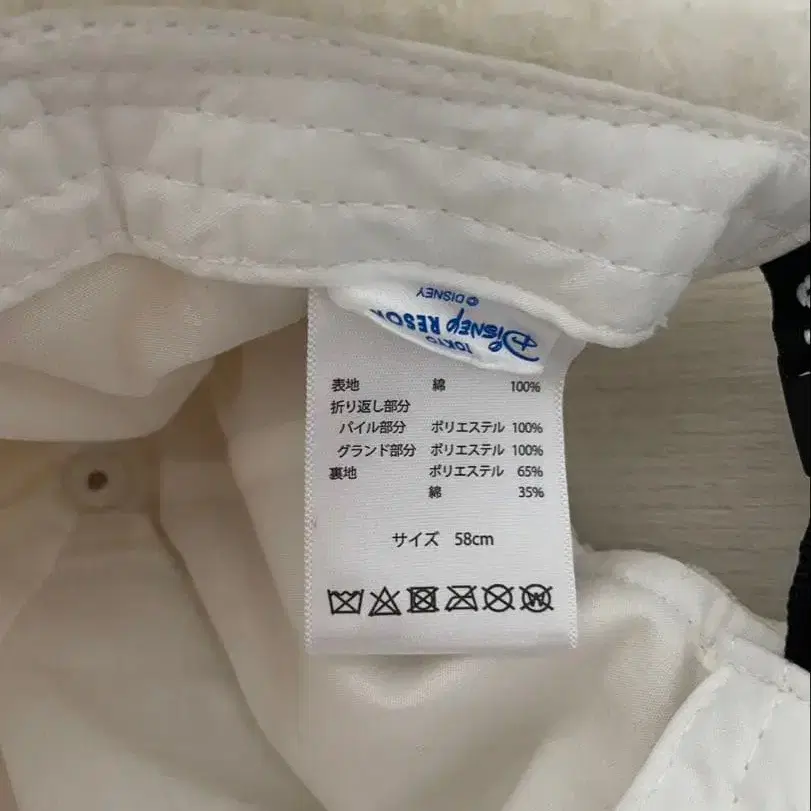 © DISNEY
TOKYO
DISNEY RESOR
表地 綿 100%
折り返し部分
パイル部分 ポリエステル 100%
グランド部分 ポリエステル 100%
裏地 ポリエステル 65%
綿 35%
サイズ 58cm